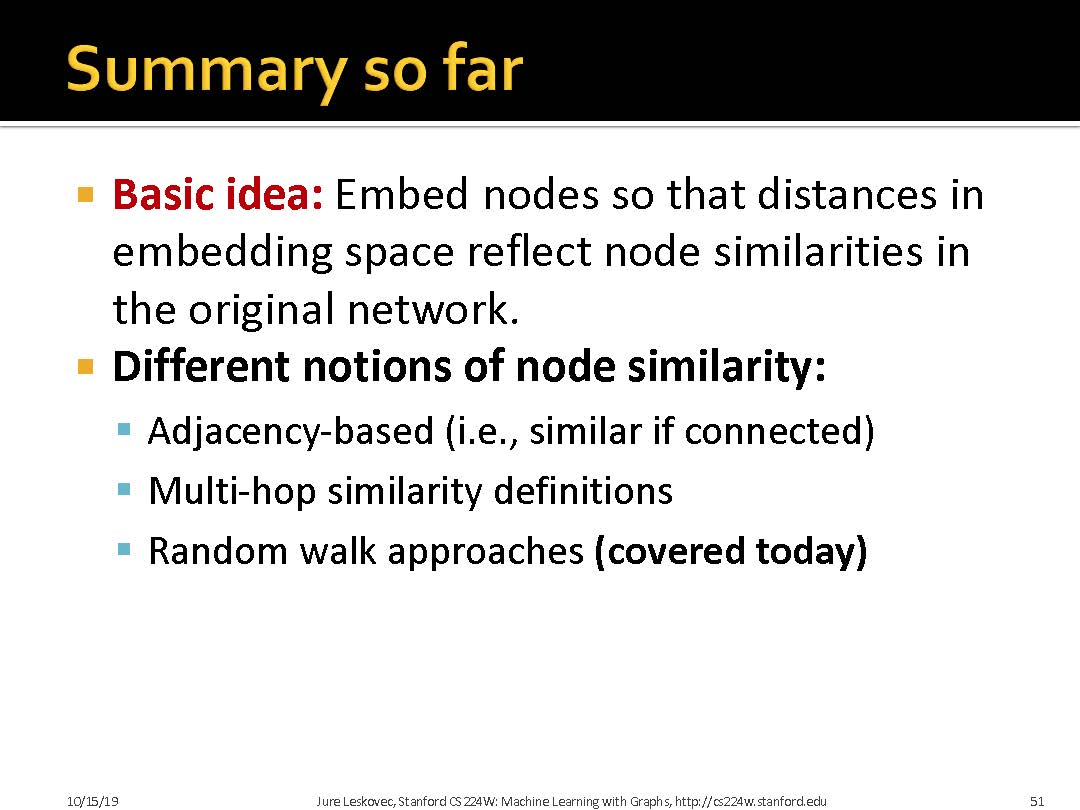 Summary so far
Basic idea: Embed nodes so that distances in
embedding space reflect node similarities in
the original network.
Different notions of node similarity:
Adjacency-based (i.e., similar if connected)
Multi-hop similarity definitions
Random walk approaches (covered today)
10/15/19
Jure Leskovec, Stanford CS224W: Machine Learning with Graphs, http://cs224w.stanford.edu
51